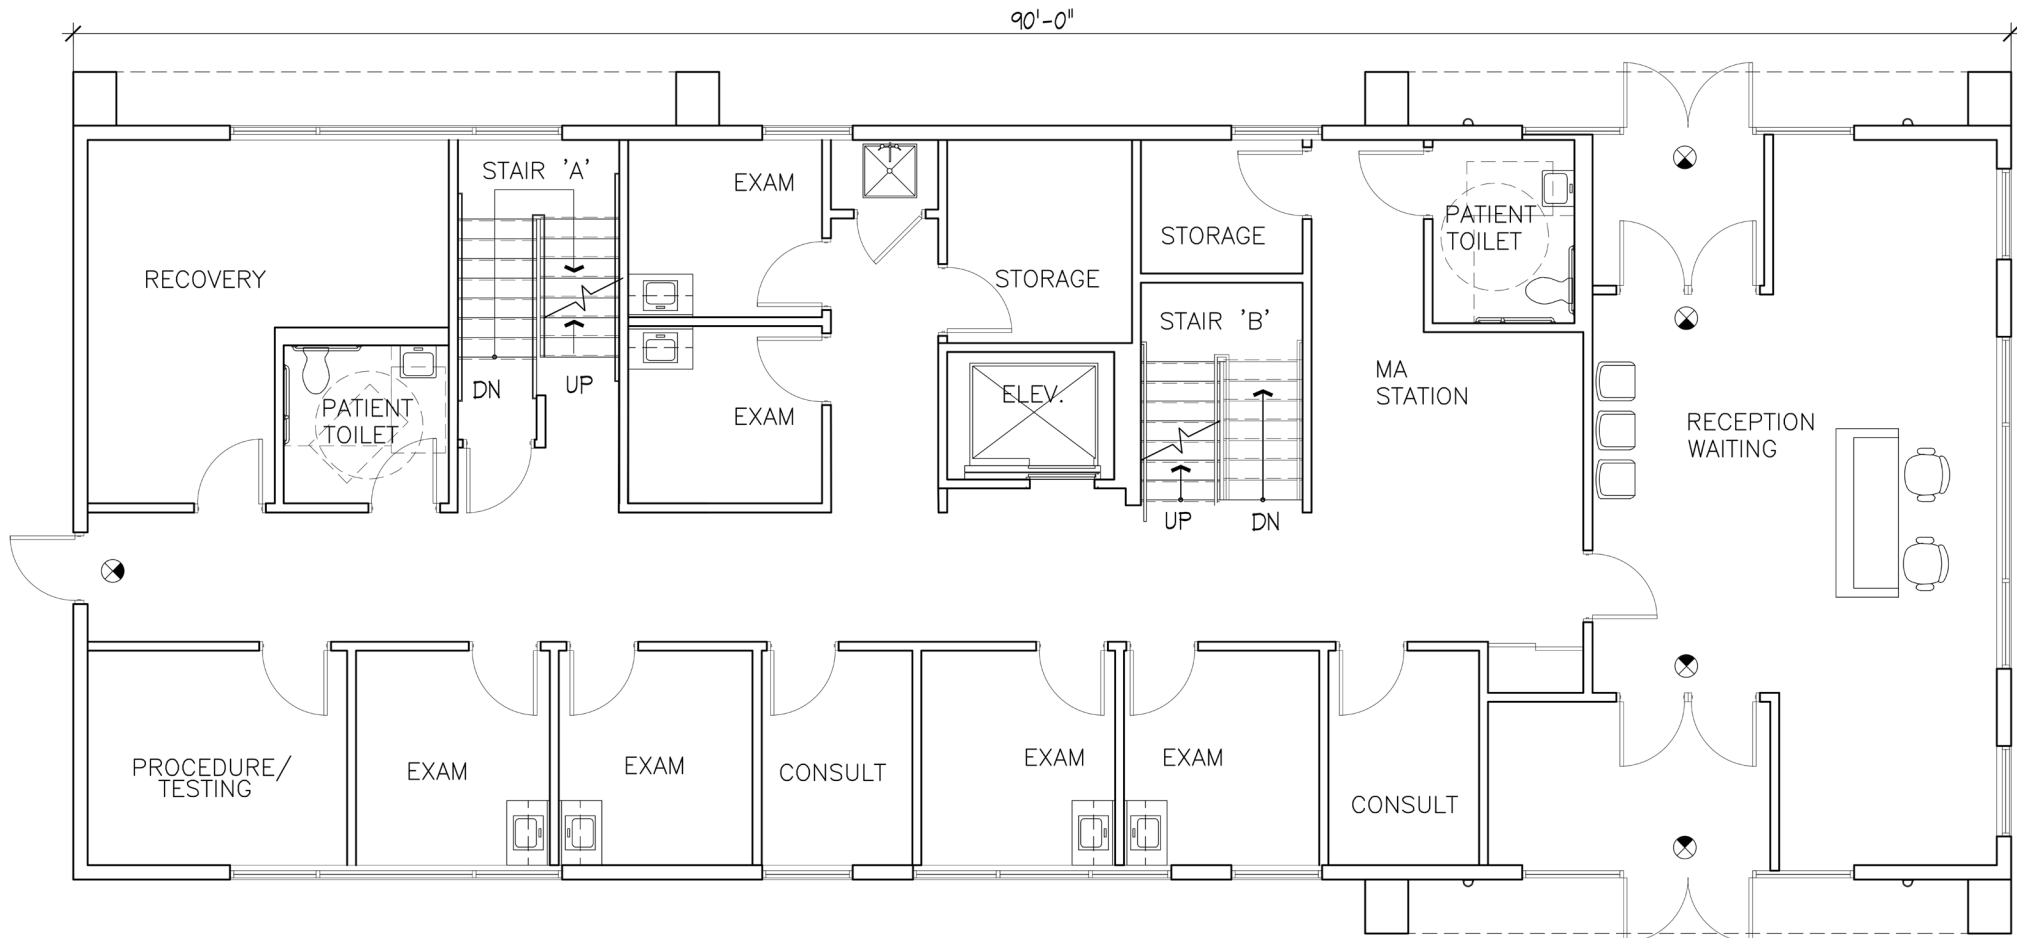 90'-0"
STAIR 'A'
EXAM
PATIENT
TOILET
STORAGE
RECOVERY
STORAGE
STAIR 'B'
MA
STATION
DN
UP
ELEV.
PATIENT
TOILET
EXAM
RECEPTION
WAITING
UP
DN
PROCEDURE/
TESTING
EXAM
EXAM
CONSULT
EXAM
EXAM
CONSULT